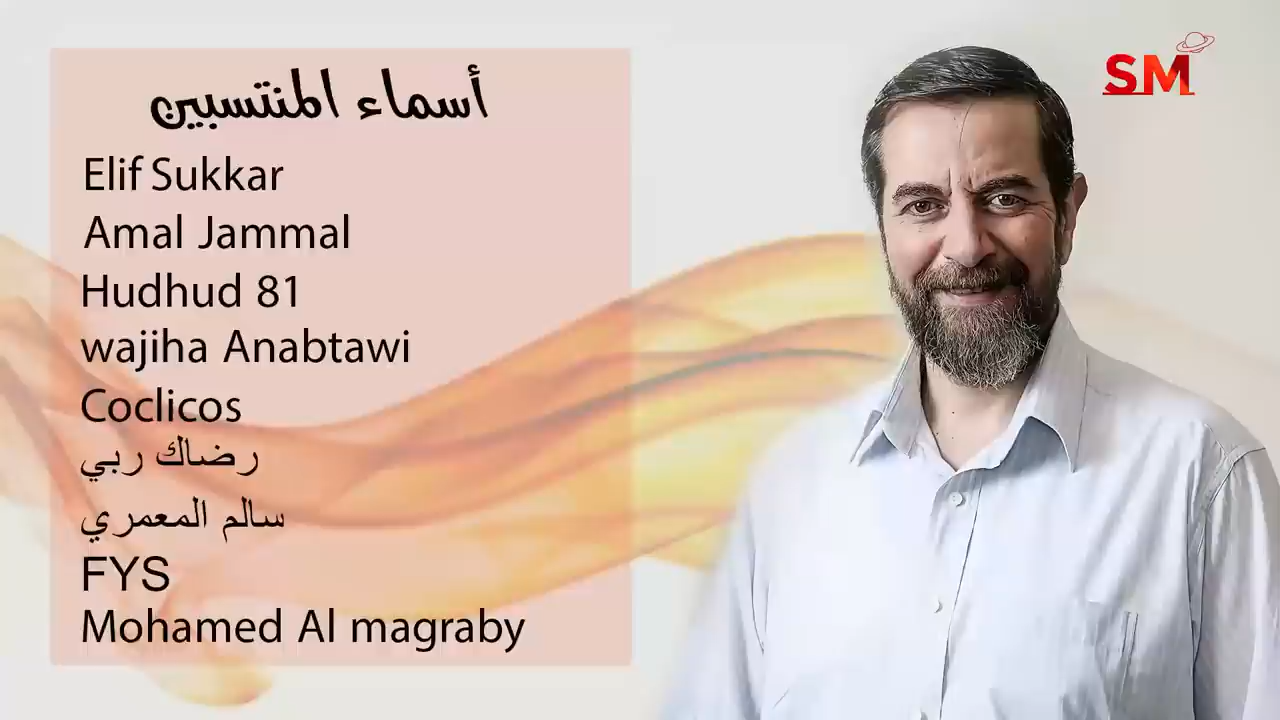 أسماء المنتسبين
SM
Elif Sukkar
Amal Jammal
Hudhud 81
wajiha Anabtawi
Coclicos
رضاك ربي
سالم المعمري
FYS
Mohamed Al magraby